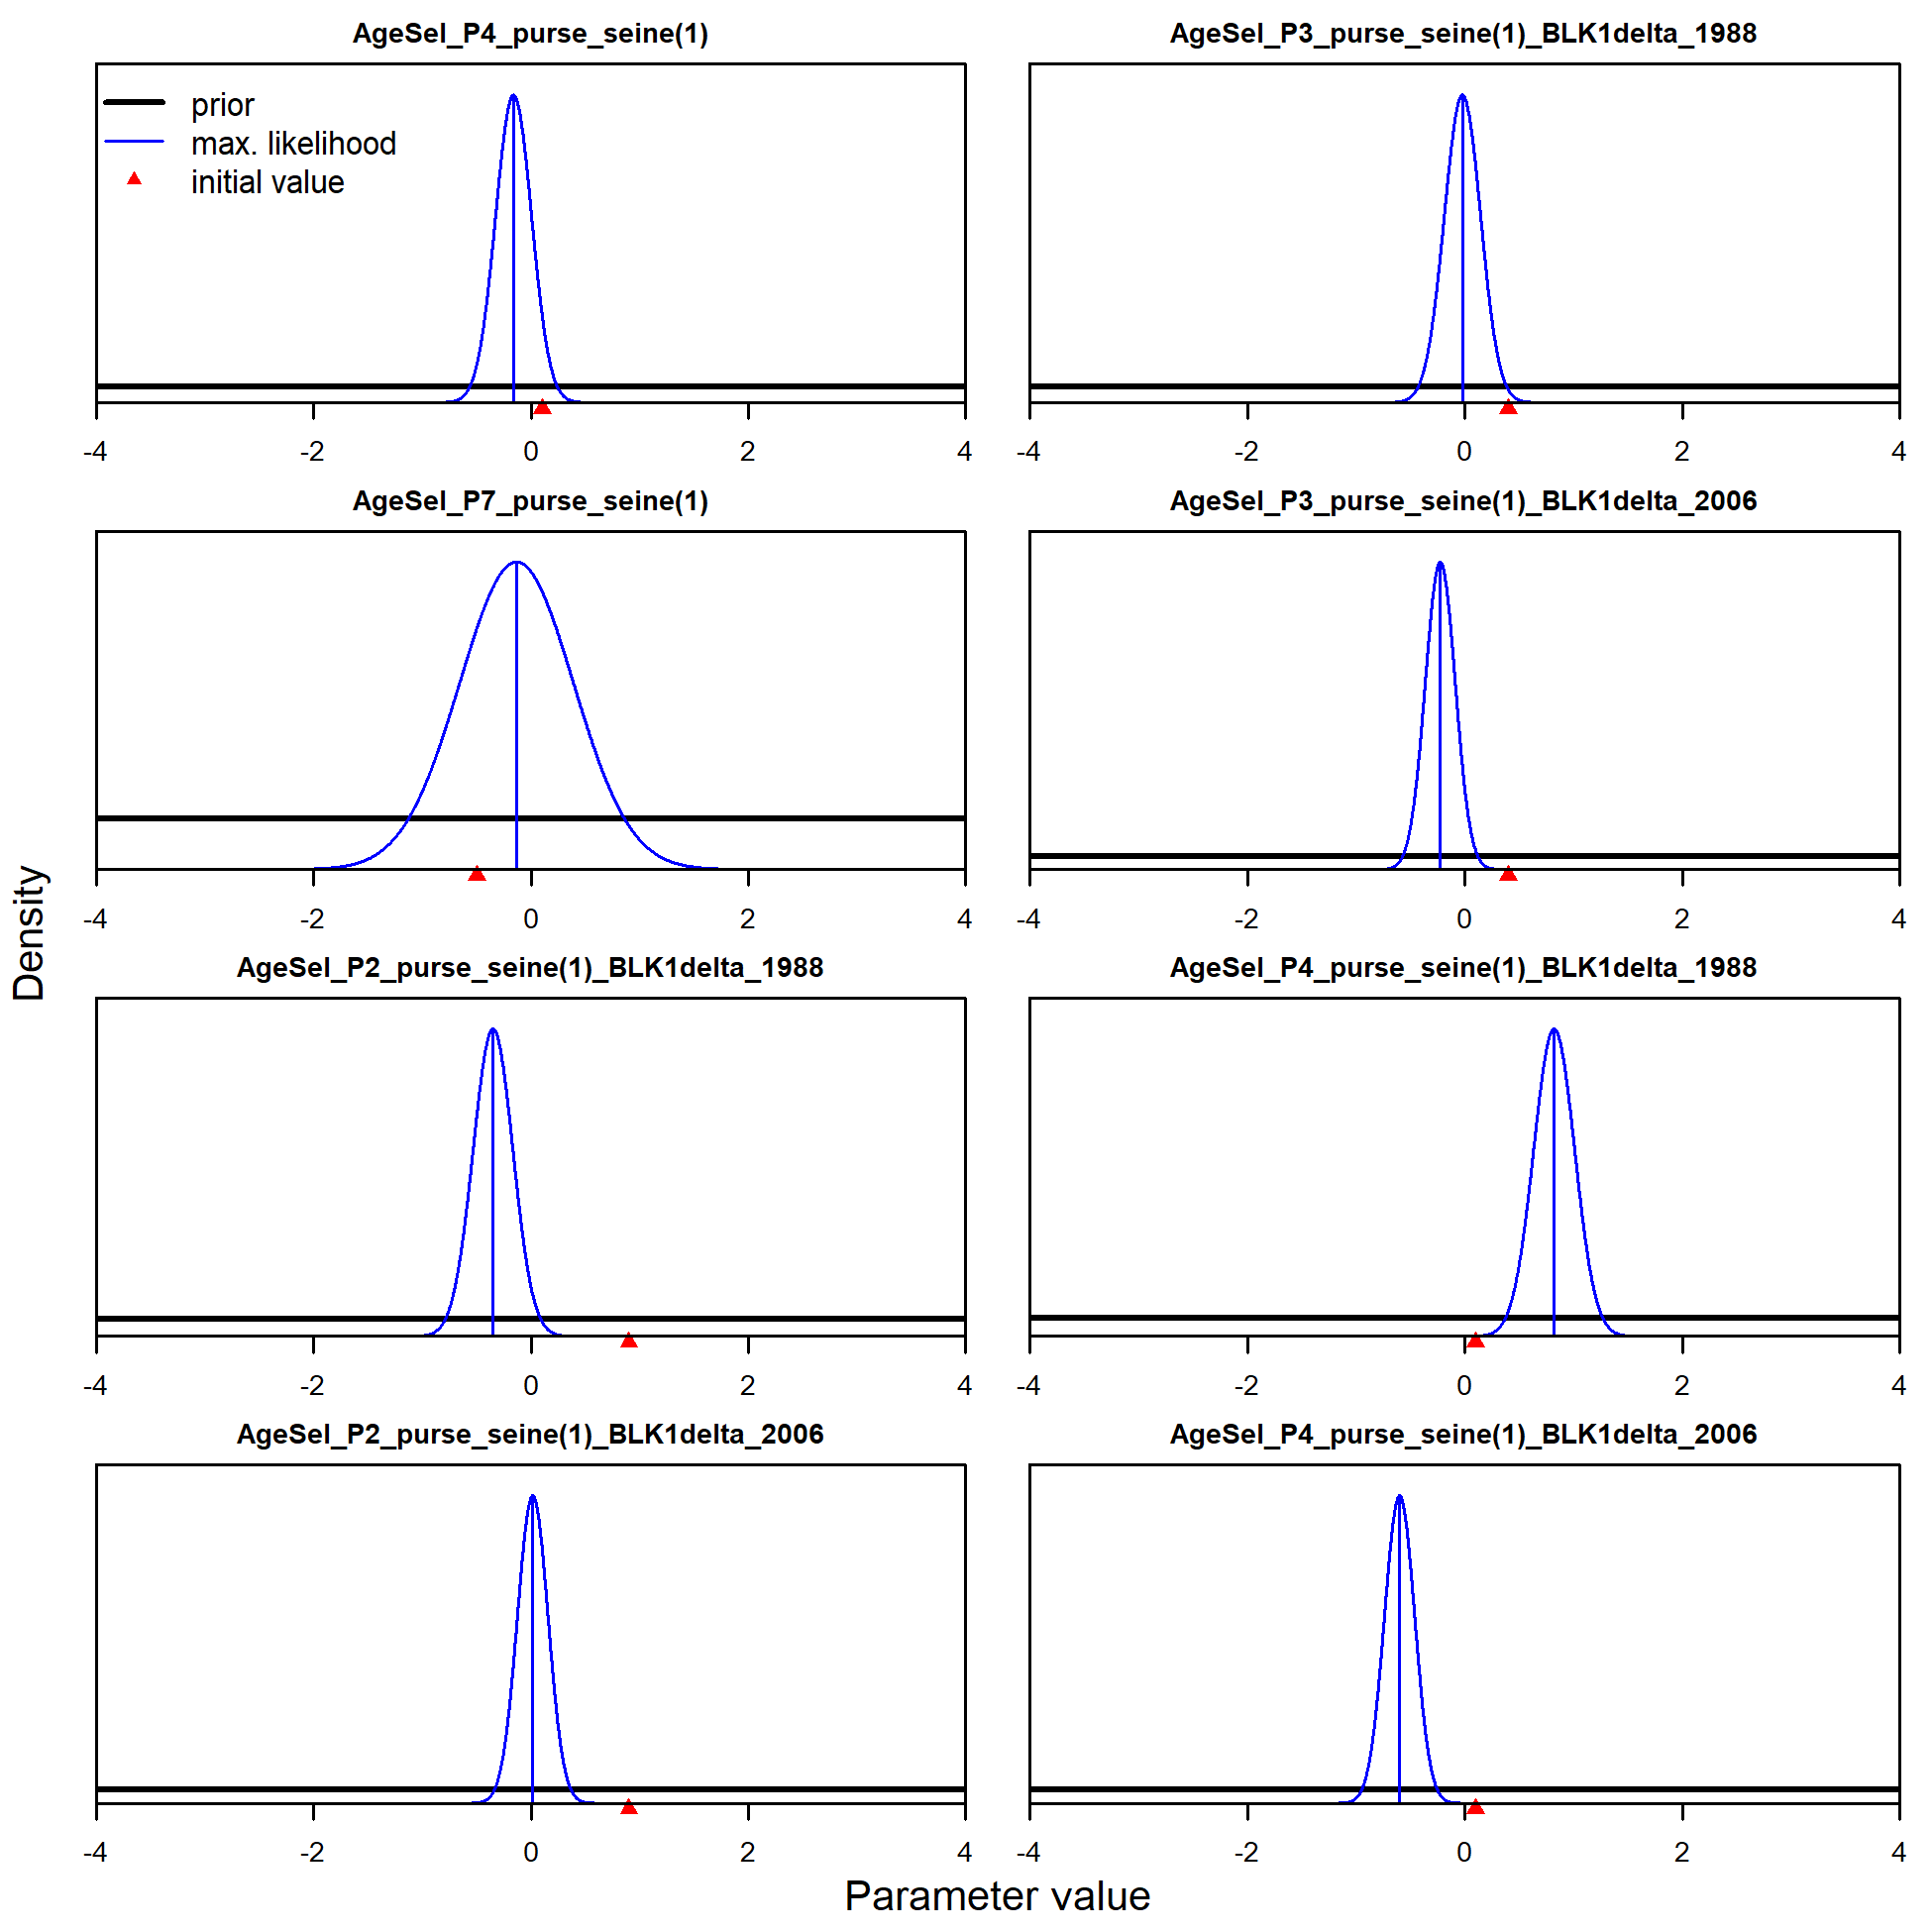 AgeSel_P4_purse_seine(1)
prior
max. likelihood
initial value
-4 -2 0 2 4
AgeSel_P3_purse_seine(1)_BLK1delta_1988
-4 -2 0 2 4
AgeSel_P7_purse_seine(1)
-4 -2 0 2 4
AgeSel_P3_purse_seine(1)_BLK1delta_2006
-4 -2 0 2 4
AgeSel_P2_purse_seine(1)_BLK1delta_1988
-4 -2 0 2 4
AgeSel_P4_purse_seine(1)_BLK1delta_1988
-4 -2 0 2 4
AgeSel_P2_purse_seine(1)_BLK1delta_2006
-4 -2 0 2 4
AgeSel_P4_purse_seine(1)_BLK1delta_2006
-4 -2 0 2 4
Density
Parameter value